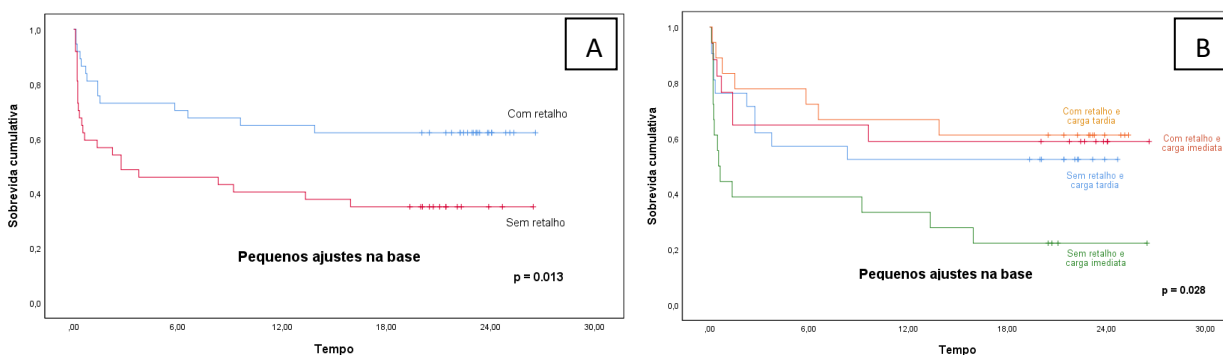 A
Sobrevida cumulativa
1,0
0,8
0,6
0,4
0,2
0,0
Com retalho
Sem retalho
Pequenos ajustes na base
p = 0.013
,00 6,00 12,00 18,00 24,00 30,00
Tempo
B
Sobrevida cumulativa
1,0
0,8
0,6
0,4
0,2
0,0
Com retalho e
carga tardia
Com retalho e
carga imediata
Sem retalho e
carga tardia
Sem retalho e
carga imediata
Pequenos ajustes na base
p = 0.028
,00 6,00 12,00 18,00 24,00 30,00
Tempo